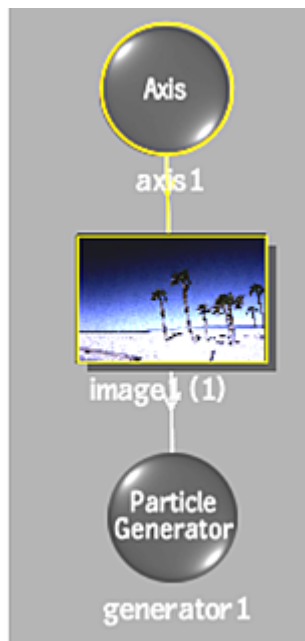 Axis
axis1
image1 (1)
Particle
Generator
generator1